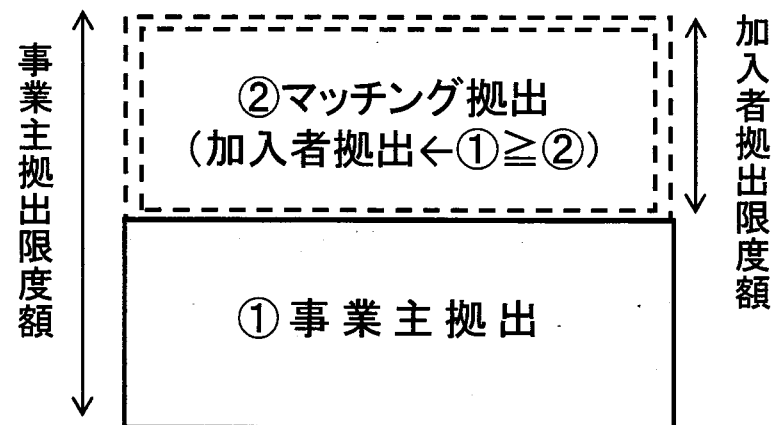 事業主拠出限度額
②マッチング拠出
(加入者拠出←①≧②)
加入者拠出限度額
①事業主拠出